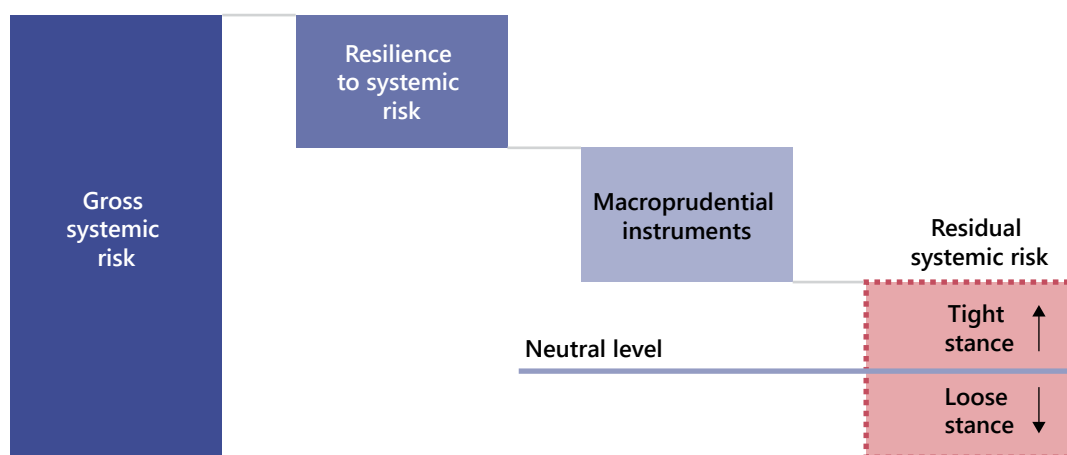 Resilience
to systemic
risk
Gross
systemic
risk
Macroprudential
instruments
Residual
systemic risk
Tight
stance
Neutral level
Loose
stance